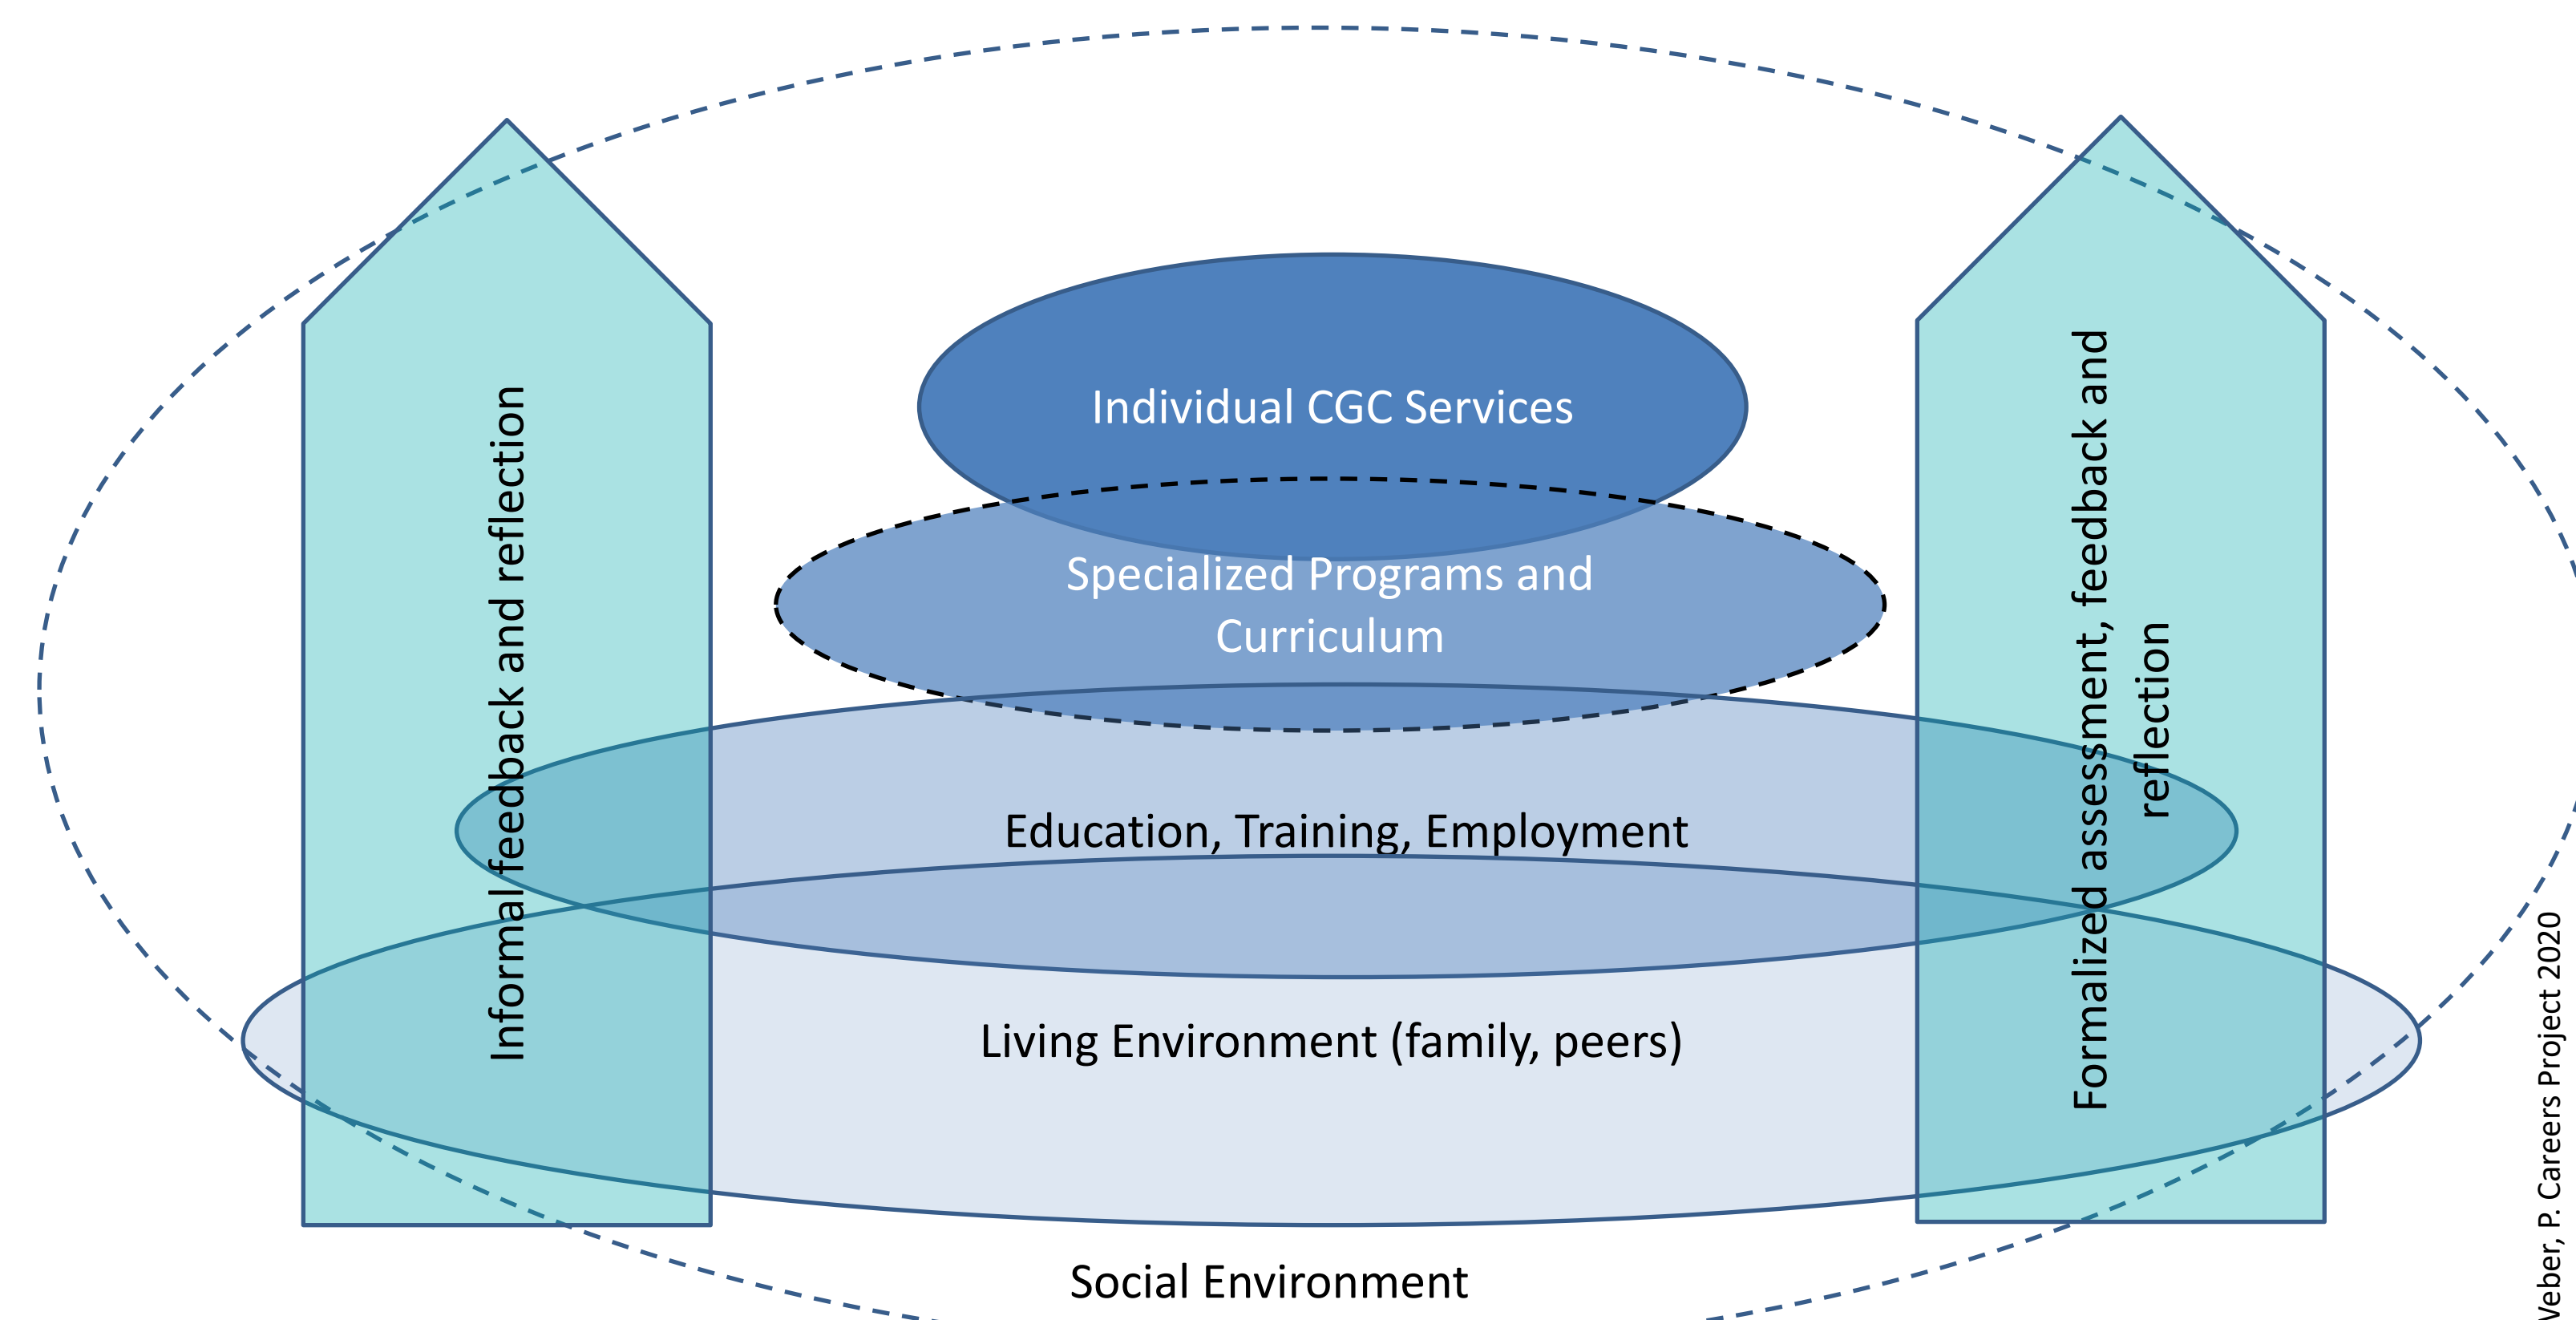 Informal feedback and reflection
Individual CGC Services
Specialized Programs and
Curriculum
Education, Training, Employment
Living Environment (family, peers)
Social Environment
Formalized assessment, feedback and
reflection
P. Careers Project 2020